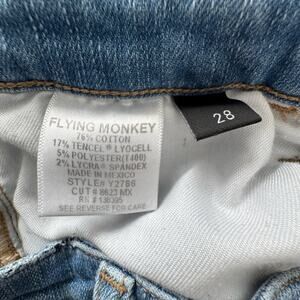 FLYING MONKEY
76% COTTON
17% TENCEL® LYOCELL
5% POLYESTER(T400)
2% LYCRA® SPANDEX
MADE IN MEXICO
STYLE# Y2786
CUT# 8623 MX
RN# 138395
SEE REVERSE FOR CARE
28